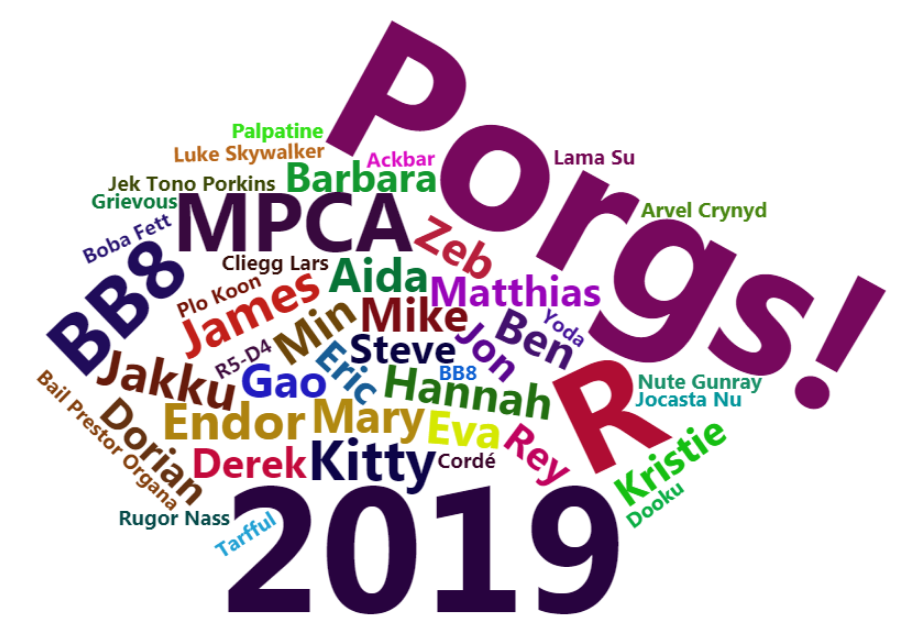 Porgs!
Palpatine
Luke Skywalker
Ackbar
Lama Su
Jek Tono Porkins
Barbara
Grievous
MPCA
Arvel Crynyd
Boba Fett
Zeb
BB8
Cliegg Lars
Aida
Plo Koon
James
Matthias
Min
Mike
Yoda
Ben
Jon
R5-D4
Steve
Eric
BB8
Jakku
Gao
Hannah
R
Nute Gunray
Jocasta Nu
Bail Prestor Organa
Dorian
Endor
Mary
Eva
Rey
Kristie
Derek
Kitty
Cordé
Dooku
Rugor Nass
Tarfful
2019